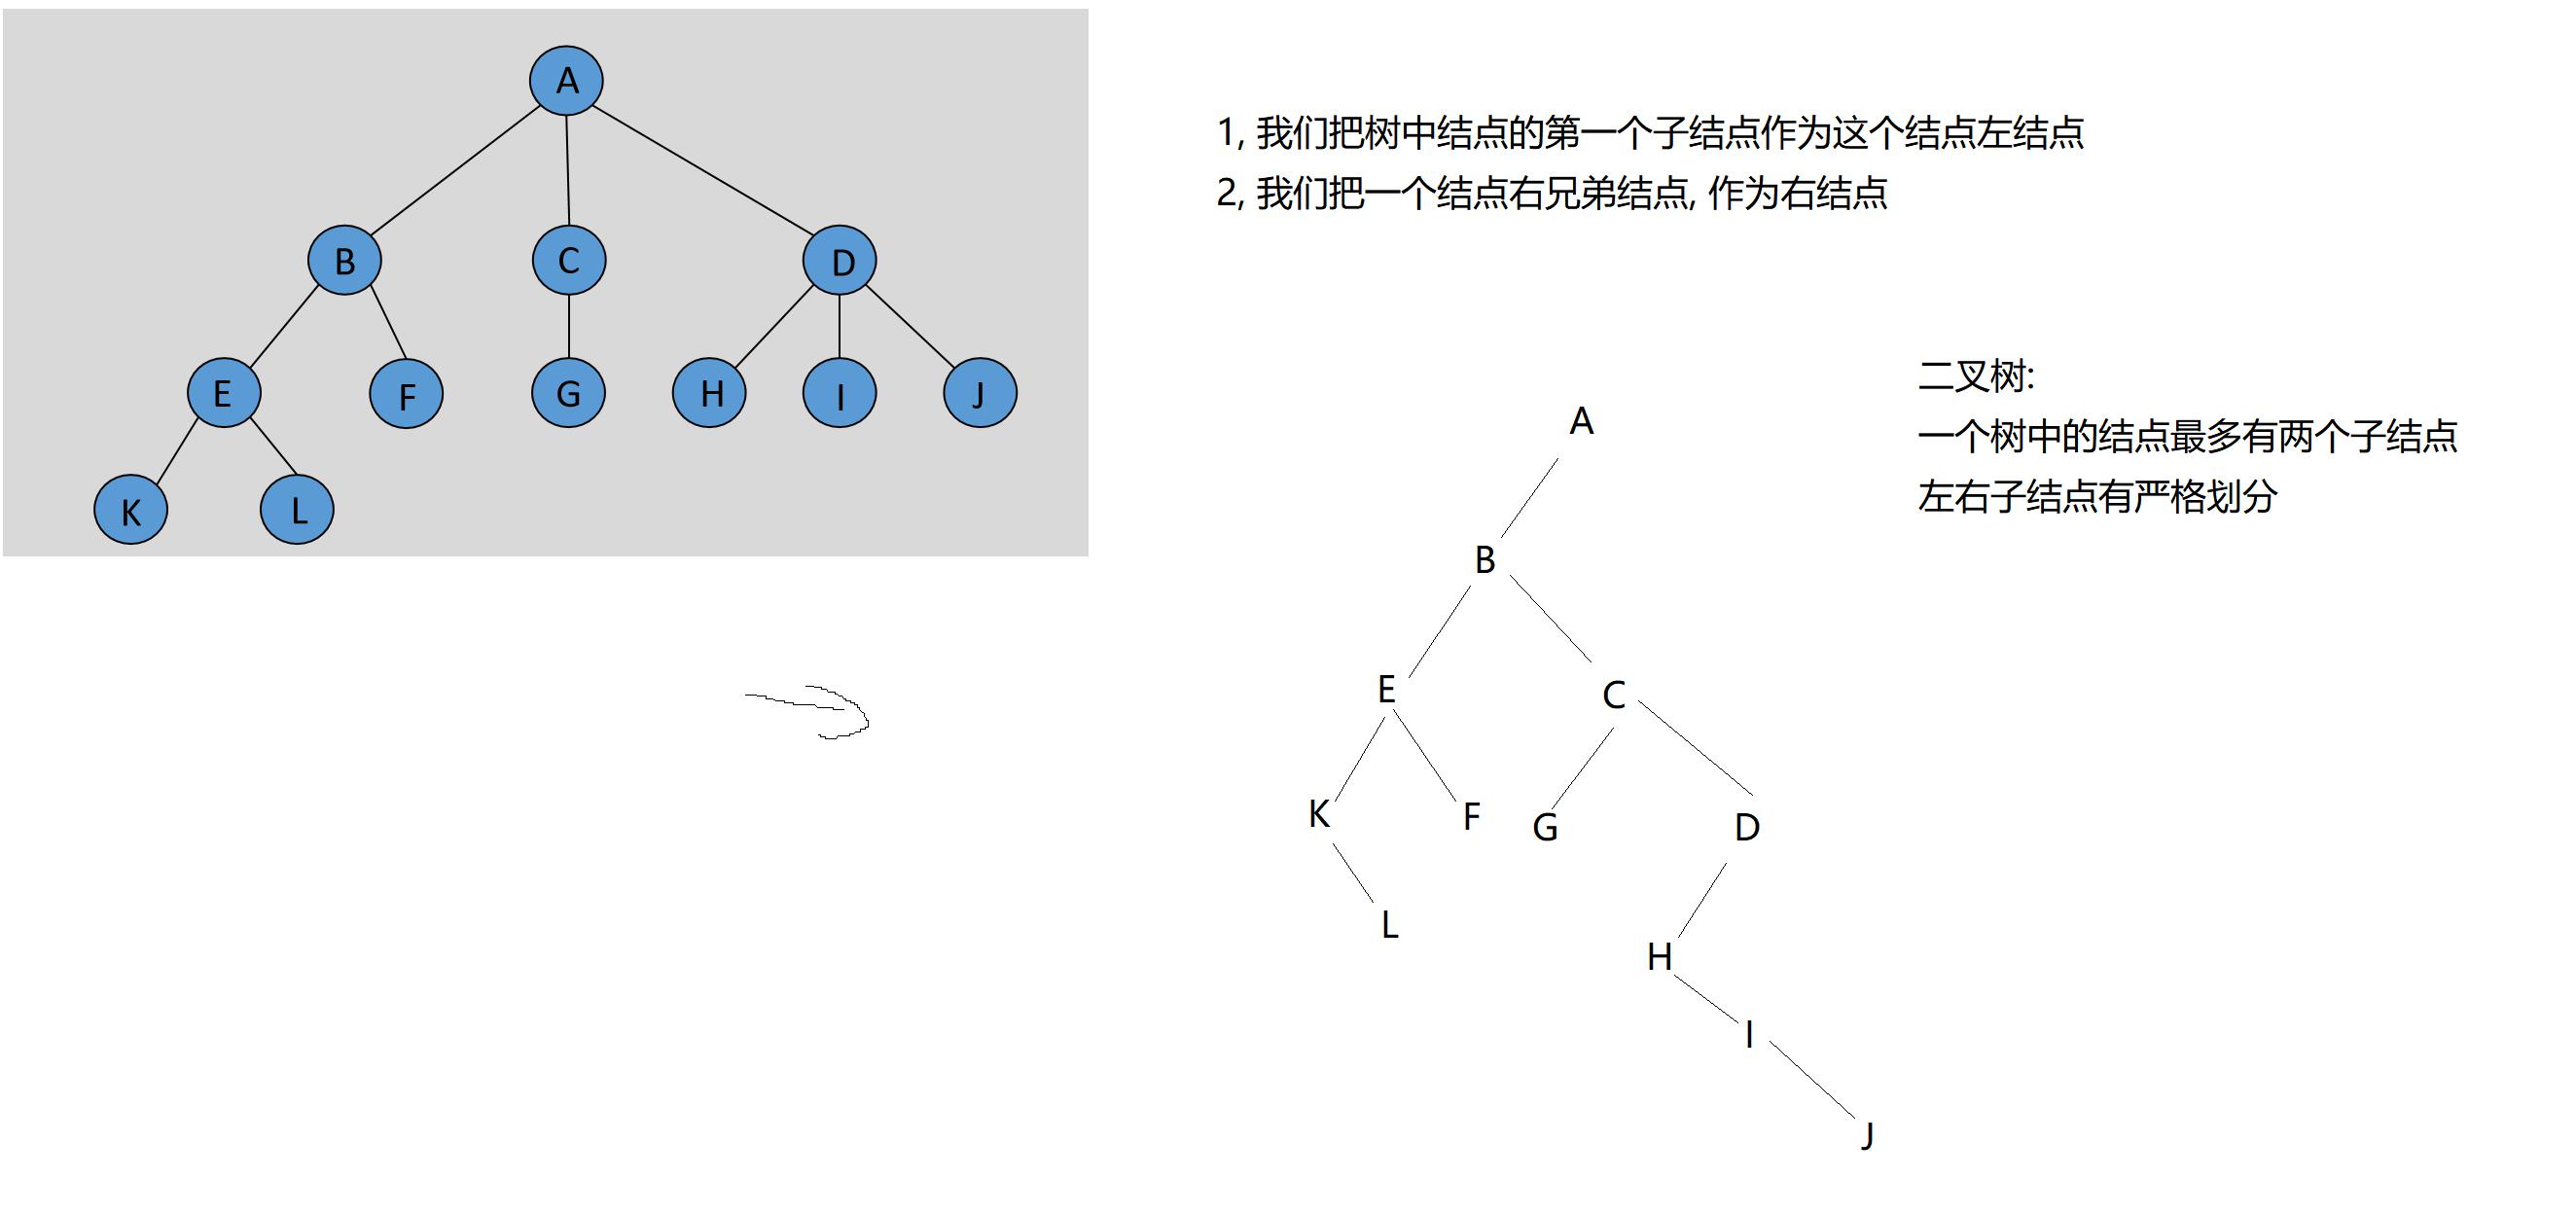 A
B C D
E F G H I J
K L
1, 我们把树中结点的第一个子结点作为这个结点左结点
2, 我们把一个结点右兄弟结点, 作为右结点
二叉树:
一个树中的结点最多有两个子结点
左右子结点有严格划分
A
B
E C
K F G D
L
H
I
J